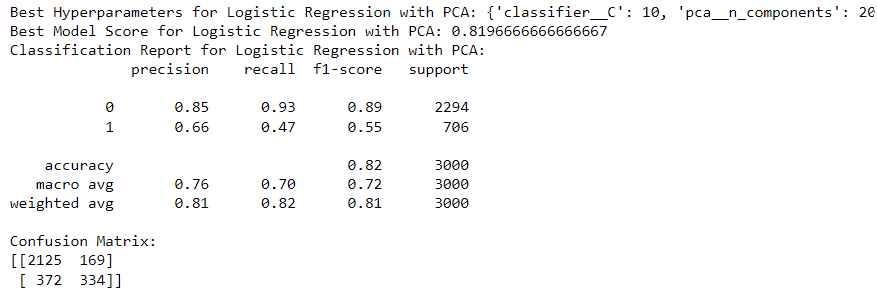 Best Hyperparameters for Logistic Regression with PCA: {'classifier__C': 10, 'pca__n_components': 20
Best Model Score for Logistic Regression with PCA: 0.8196666666666667
Classification Report for Logistic Regression with PCA:
precision recall f1-score support
0 0.85 0.93 0.89 2294
1 0.66 0.47 0.55 706
accuracy 0.82 3000
macro avg 0.76 0.70 0.72 3000
weighted avg 0.81 0.82 0.81 3000
Confusion Matrix:
[[2125 169]
[ 372 334]]